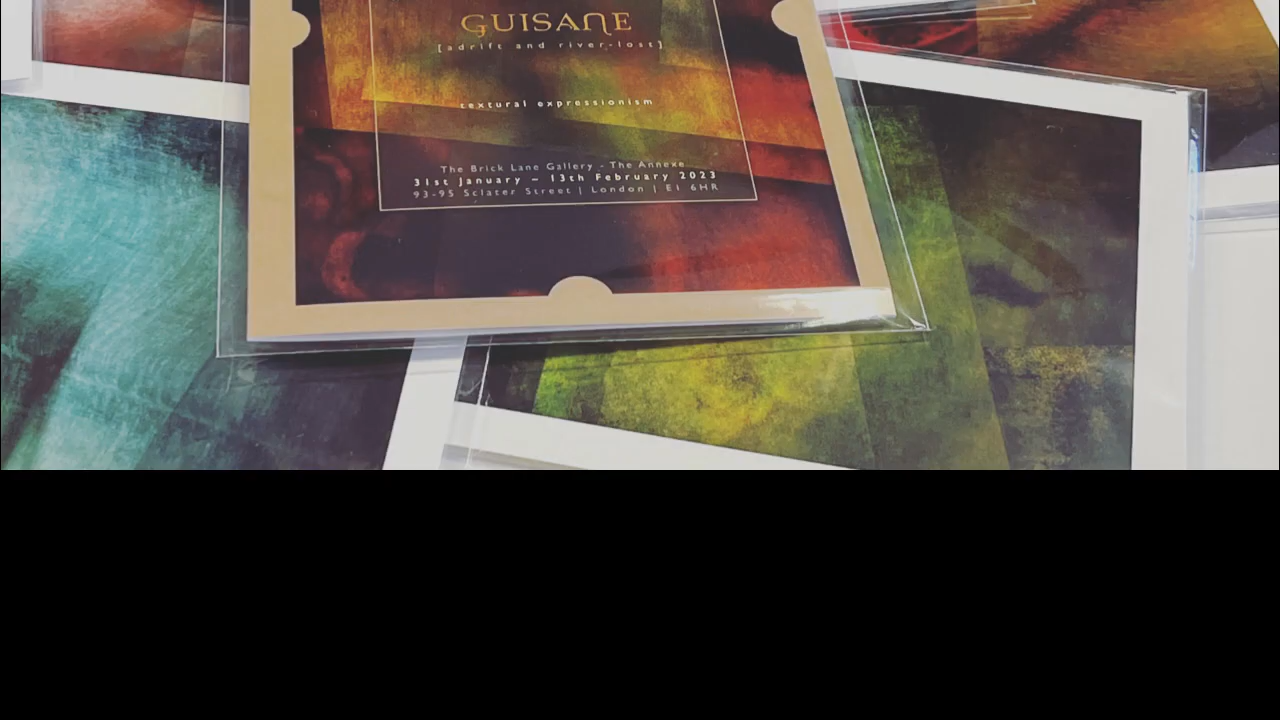 GUISANE
[adrift and river-lost]
textural expressionism
The Brick Lane Gallery - The Annexe
31st January – 13th February 2023
93-95 Sclater Street | London | E1 6HR